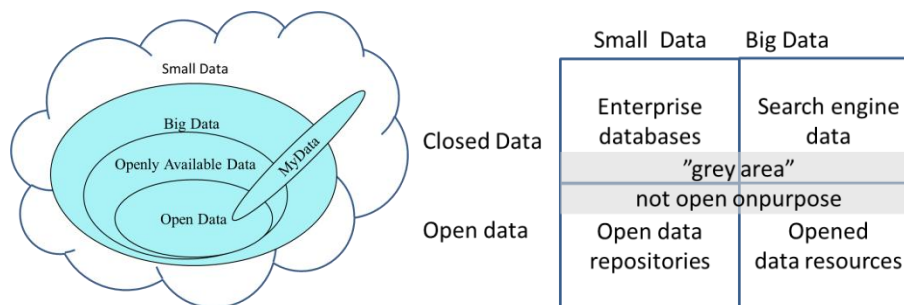 Small Data
Big Data
Openly Available Data
MyData
Open Data
Small Data Big Data
Closed Data
Enterprise
databases
Search engine
data
”grey area”
not open onpurpose
Open data
Open data
repositories
Opened
data resources